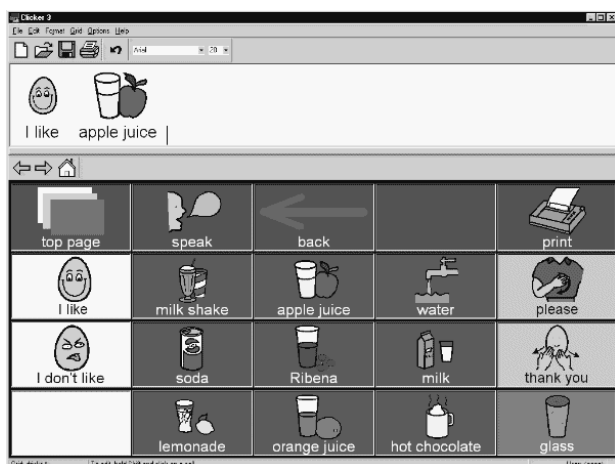 Clicker 3
File Edit Format Grid Options Help
Arial 20
I like apple juice
top page speak back print
I like milk shake apple juice water please
I don't like soda Ribena milk thank you
lemonade orange juice hot chocolate glass